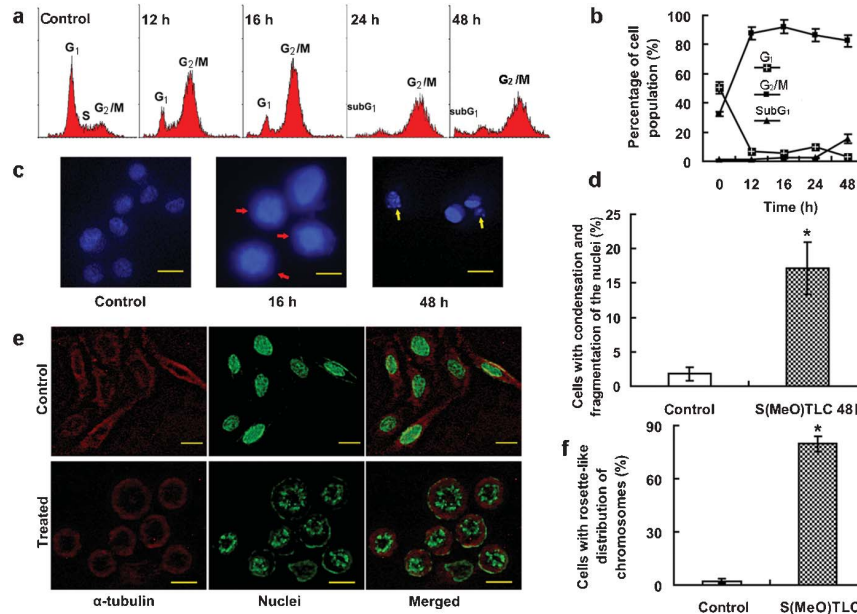 a
Control
12 h
16 h
24 h
48 h
G1
S
G2/M
G1
G2/M
G1
G2/M
subG1
G2/M
subG1
G2/M
b
Percentage of cell
population (%)
100
80
60
40
20
0
G1
G2/M
SubG1
0 12 16 24 48
Time (h)
c
Control
16 h
48 h
d
Cells with condensation and
fragmentation of the nuclei (%)
25
20
15
10
5
0
*
Control
S(MeO)TLC 48h
e
Control
Treated
α-tubulin
Nuclei
Merged
f
Cells with rosette-like
distribution of
chromosomes (%)
90
60
30
0
*
Control
S(MeO)TLC